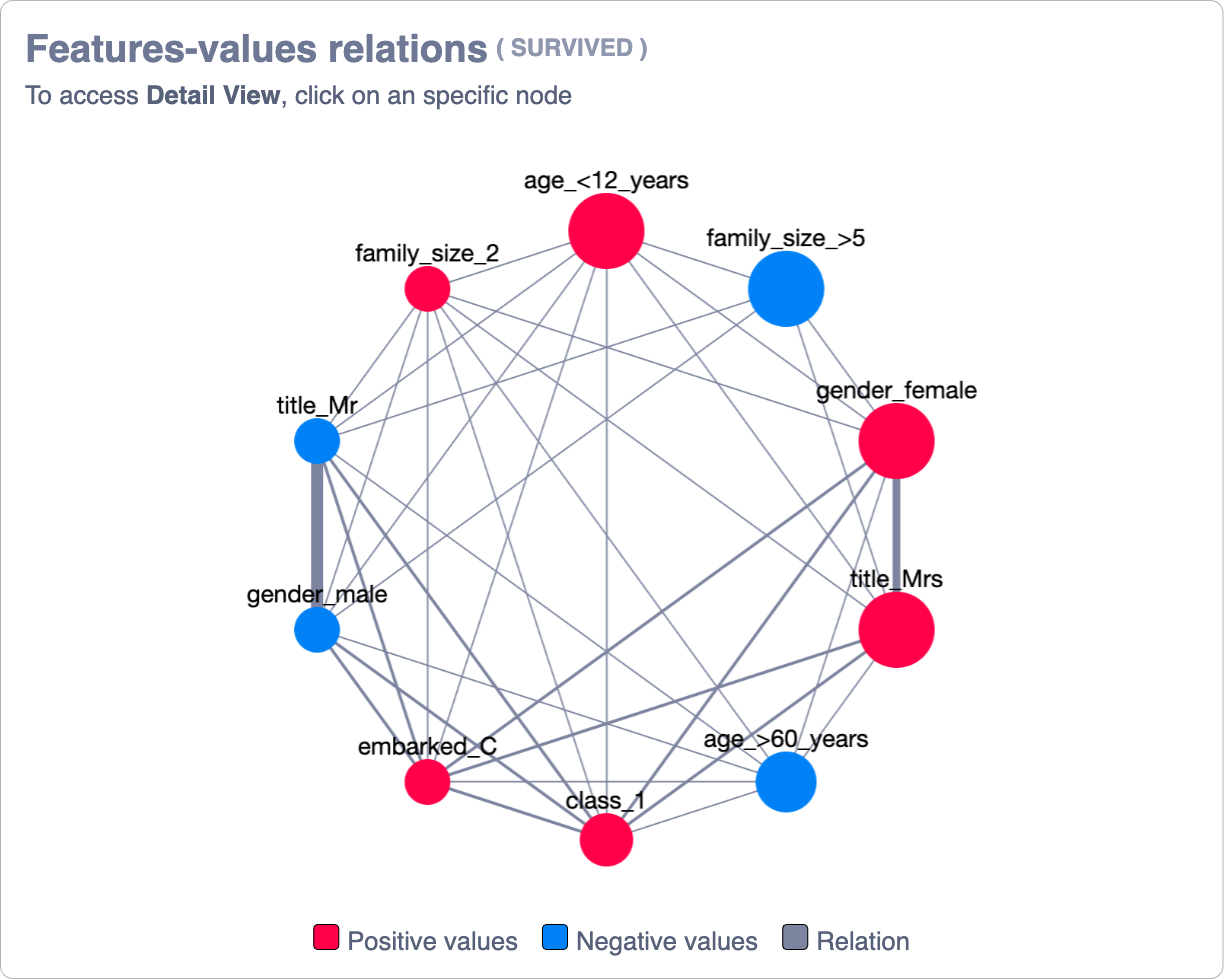 Features-values relations ( SURVIVED )
To access Detail View, click on an specific node
age_<12_years
family_size_>5
family_size_2
gender_female
title_Mr
title_Mrs
gender_male
age_>60_years
embarked_C
class_1
Positive values Negative values Relation